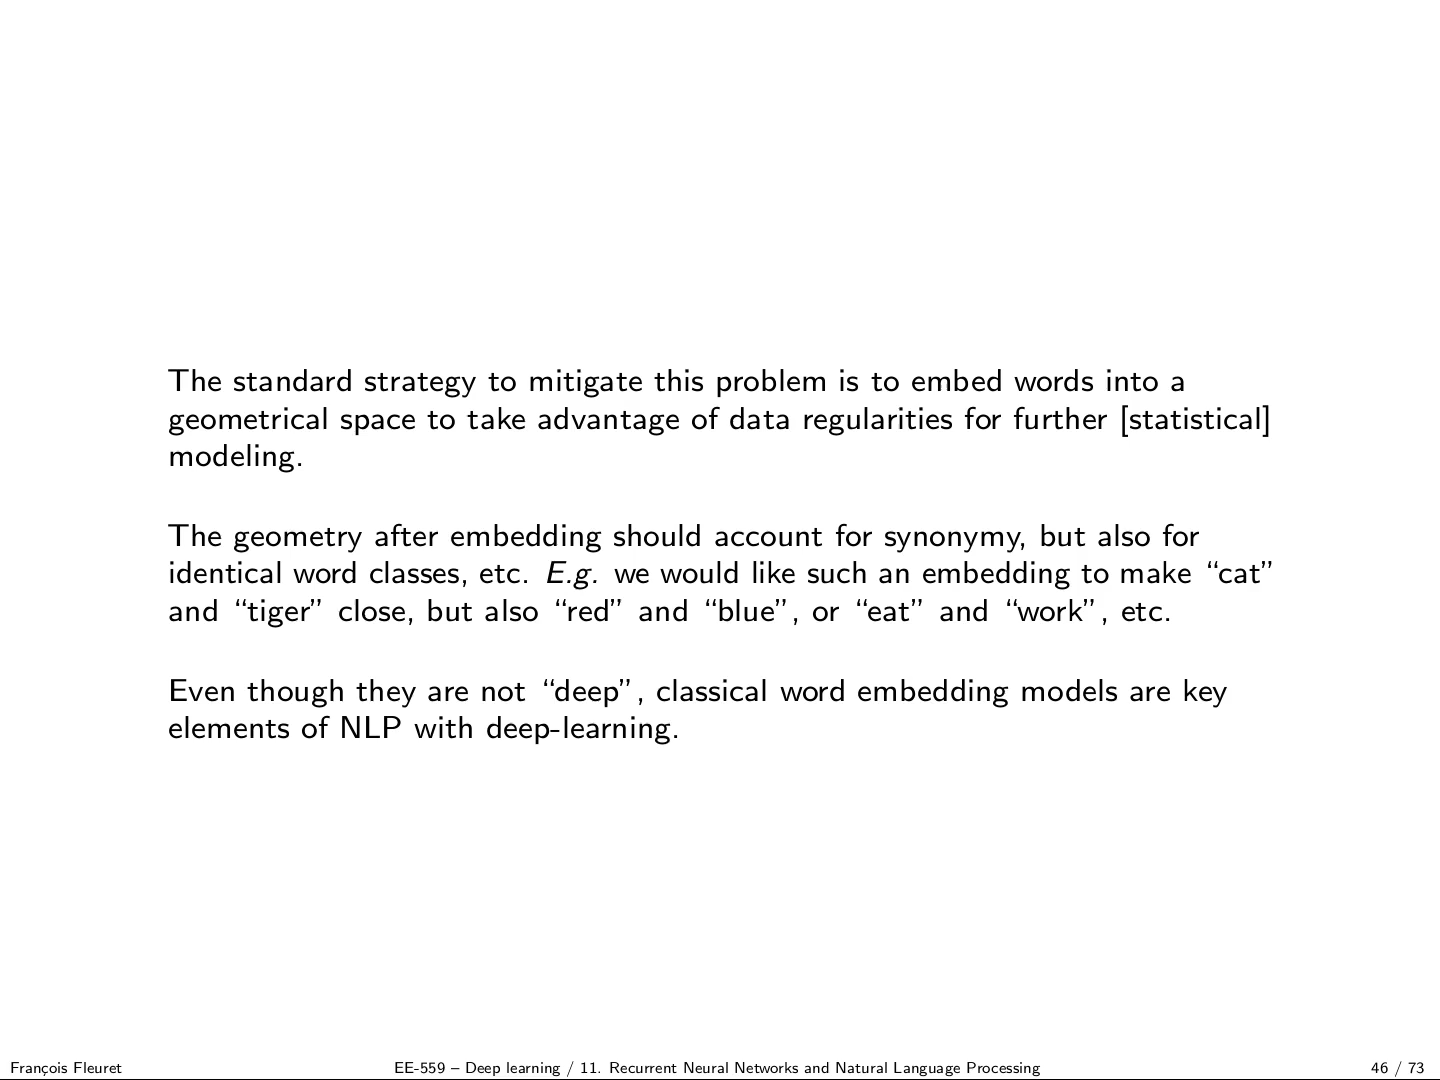 The standard strategy to mitigate this problem is to embed words into a
geometrical space to take advantage of data regularities for further [statistical]
modeling.
The geometry after embedding should account for synonymy, but also for
identical word classes, etc. E.g. we would like such an embedding to make “cat”
and “tiger” close, but also “red” and “blue”, or “eat” and “work”, etc.
Even though they are not “deep”, classical word embedding models are key
elements of NLP with deep-learning.
François Fleuret
EE-559 – Deep learning / 11. Recurrent Neural Networks and Natural Language Processing
46 / 73